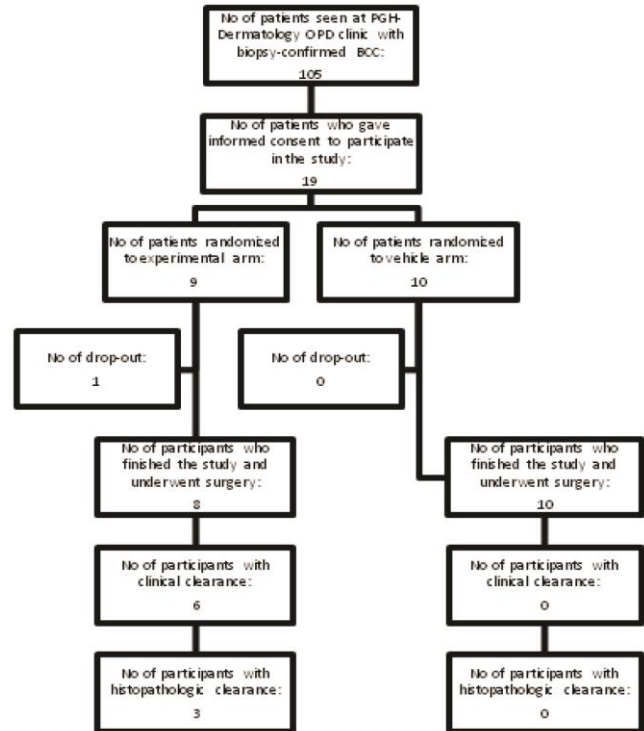 No of patients seen at PGH-
Dermatology OPD clinic with
biopsy-confirmed BCC:
105
No of patients who gave
informed consent to participate
in the study:
19
No of patients randomized
to experimental arm:
9
No of patients randomized
to vehicle arm:
10
No of drop-out:
1
No of drop-out:
0
No of participants who
finished the study and
underwent surgery:
8
No of participants who
finished the study and
underwent surgery:
10
No of participants with
clinical clearance:
6
No of participants with
clinical clearance:
0
No of participants with
histopathologic clearance:
3
No of participants with
histopathologic clearance:
0